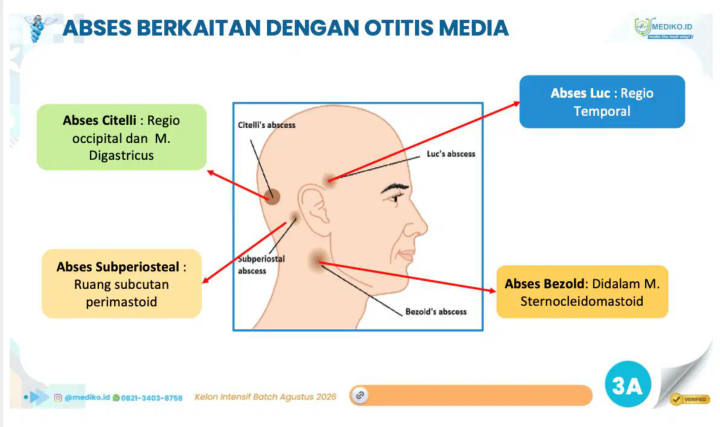 ABSES BERKAITAN DENGAN OTITIS MEDIA
MEDIKO.ID
Abses Citelli : Regio
occipital dan M.
Digastricus
Abses Luc : Regio
Temporal
Citelli's abscess
Luc's abscess
Subperiostal
abscess
Bezold's abscess
Abses Subperiosteal :
Ruang subcutan
perimastoid
Abses Bezold: Didalam M.
Sternocleidomastoid
@mediko.id 0821-3403-8758
Kelon Intensif Batch Agustus 2026
3A
VERIFIED